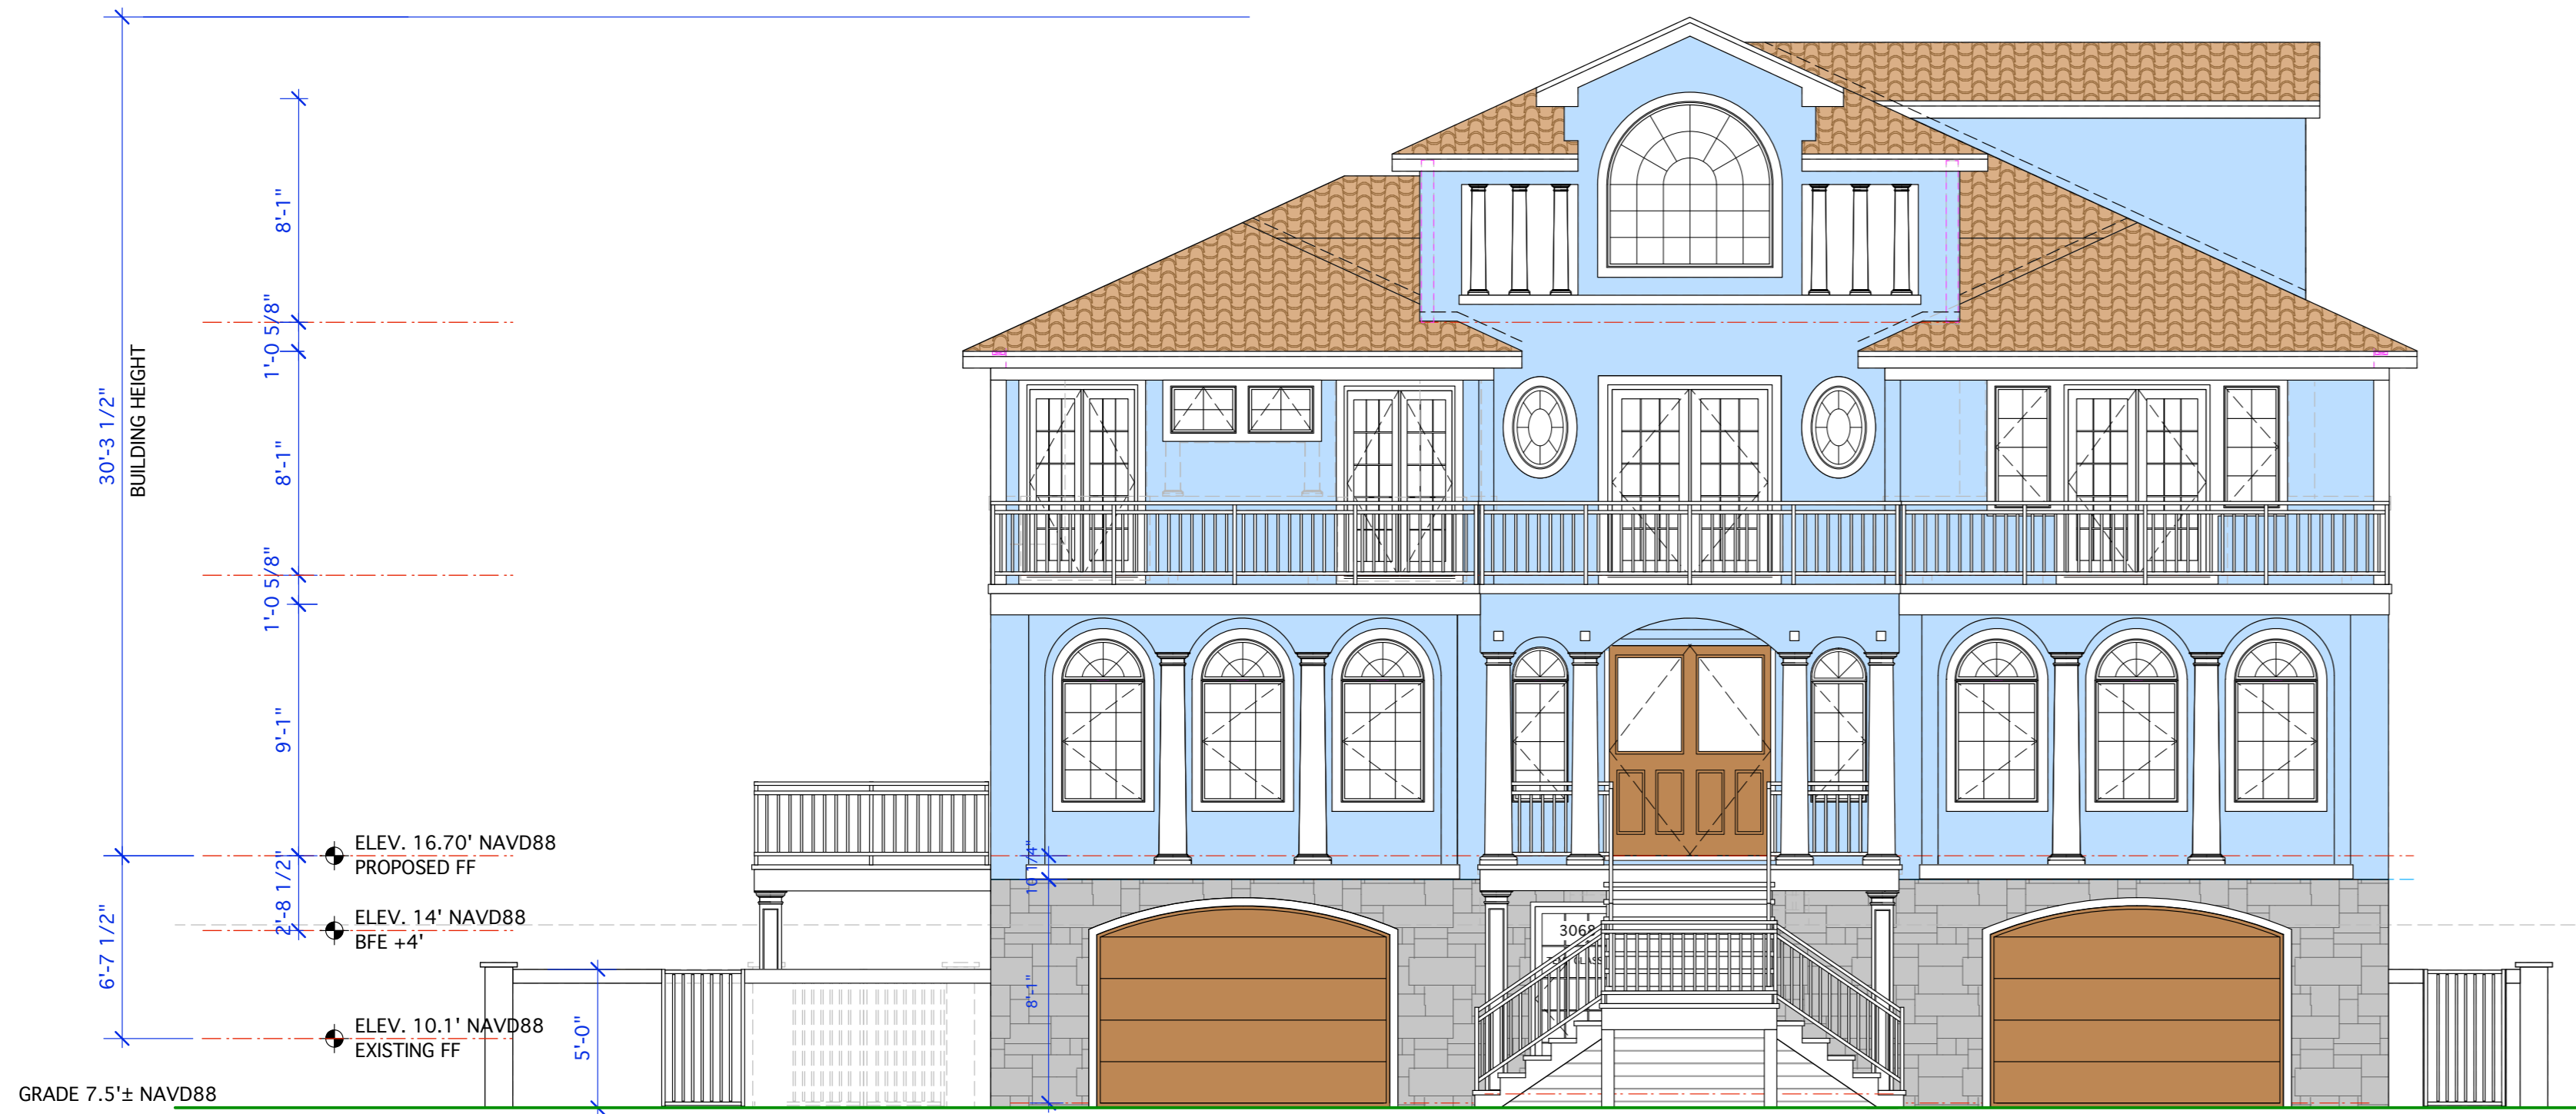 8'-1"
1'-0 5/8"
30'-3 1/2"
BUILDING HEIGHT
8'-1"
1'-0 5/8"
9'-1"
ELEV. 16.70' NAVD88
PROPOSED FF
10 1/4"
2'-8 1/2"
ELEV. 14' NAVD88
BFE +4'
6'-7 1/2"
3068
8'-1"
ELEV. 10.1' NAVD88
EXISTING FF
5'-0"
GRADE 7.5'± NAVD88